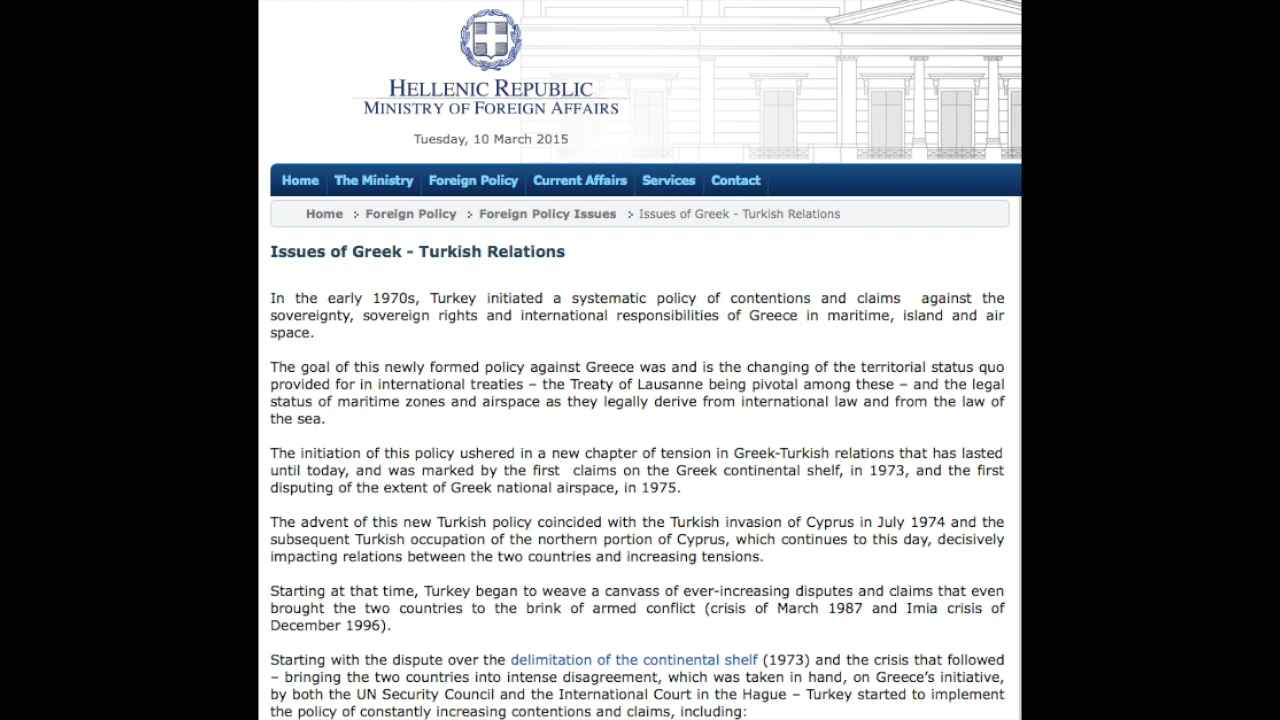 HELLENIC REPUBLIC
MINISTRY OF FOREIGN AFFAIRS
Tuesday, 10 March 2015
Home The Ministry Foreign Policy Current Affairs Services Contact
Home > Foreign Policy > Foreign Policy Issues > Issues of Greek - Turkish Relations
Issues of Greek - Turkish Relations
In the early 1970s, Turkey initiated a systematic policy of contentions and claims against the
sovereignty, sovereign rights and international responsibilities of Greece in maritime, island and air
space.
The goal of this newly formed policy against Greece was and is the changing of the territorial status quo
provided for in international treaties – the Treaty of Lausanne being pivotal among these – and the legal
status of maritime zones and airspace as they legally derive from international law and from the law of
the sea.
The initiation of this policy ushered in a new chapter of tension in Greek-Turkish relations that has lasted
until today, and was marked by the first claims on the Greek continental shelf, in 1973, and the first
disputing of the extent of Greek national airspace, in 1975.
The advent of this new Turkish policy coincided with the Turkish invasion of Cyprus in July 1974 and the
subsequent Turkish occupation of the northern portion of Cyprus, which continues to this day, decisively
impacting relations between the two countries and increasing tensions.
Starting at that time, Turkey began to weave a canvass of ever-increasing disputes and claims that even
brought the two countries to the brink of armed conflict (crisis of March 1987 and Imia crisis of
December 1996).
Starting with the dispute over the delimitation of the continental shelf (1973) and the crisis that followed
– bringing the two countries into intense disagreement, which was taken in hand, on Greece's initiative,
by both the UN Security Council and the International Court in the Hague – Turkey started to implement
the policy of constantly increasing contentions and claims, including: